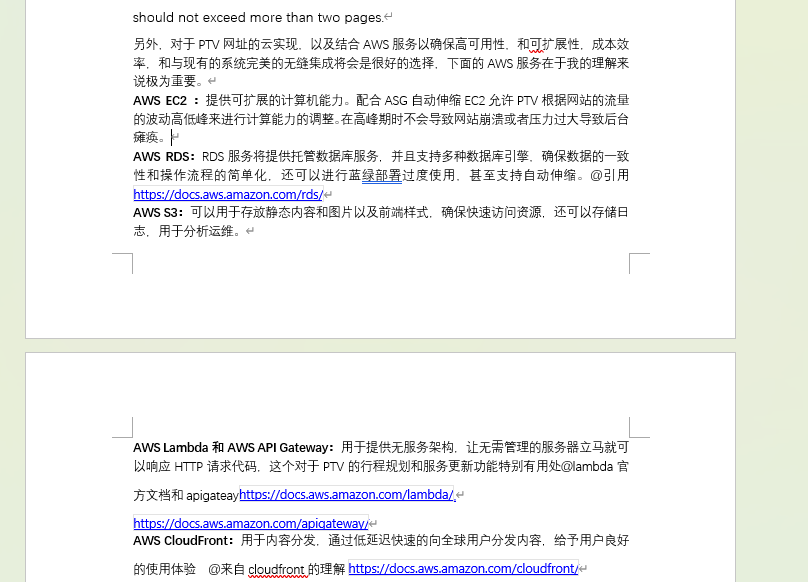 should not exceed more than two pages.
另外，对于 PTV 网址的云实现，以及结合 AWS 服务以确保高可用性，和可扩展性，成本效
率，和与现有的系统完美的无缝集成将会是很好的选择，下面的 AWS 服务在于我的理解来
说极为重要。
AWS EC2 ：提供可扩展的计算机能力。配合 ASG 自动伸缩 EC2 允许 PTV 根据网站的流量
的波动高低峰来进行计算能力的调整。在高峰期时不会导致网站崩溃或者压力过大导致后台
瘫痪。
AWS RDS：RDS 服务将提供托管数据库服务，并且支持多种数据库引擎，确保数据的一致
性和操作流程的简单化，还可以进行蓝绿部署过度使用，甚至支持自动伸缩。@引用
https://docs.aws.amazon.com/rds/
AWS S3：可以用于存放静态内容和图片以及前端样式，确保快速访问资源，还可以存储日
志，用于分析运维。
AWS Lambda 和 AWS API Gateway：用于提供无服务架构，让无需管理的服务器立马就可
以响应 HTTP 请求代码，这个对于 PTV 的行程规划和服务更新功能特别有用处@lambda 官
方文档和 apigateayhttps://docs.aws.amazon.com/lambda/,
https://docs.aws.amazon.com/apigateway/
AWS CloudFront：用于内容分发，通过低延迟快速的向全球用户分发内容，给予用户良好
的使用体验 @来自 cloudfront 的理解 https://docs.aws.amazon.com/cloudfront/